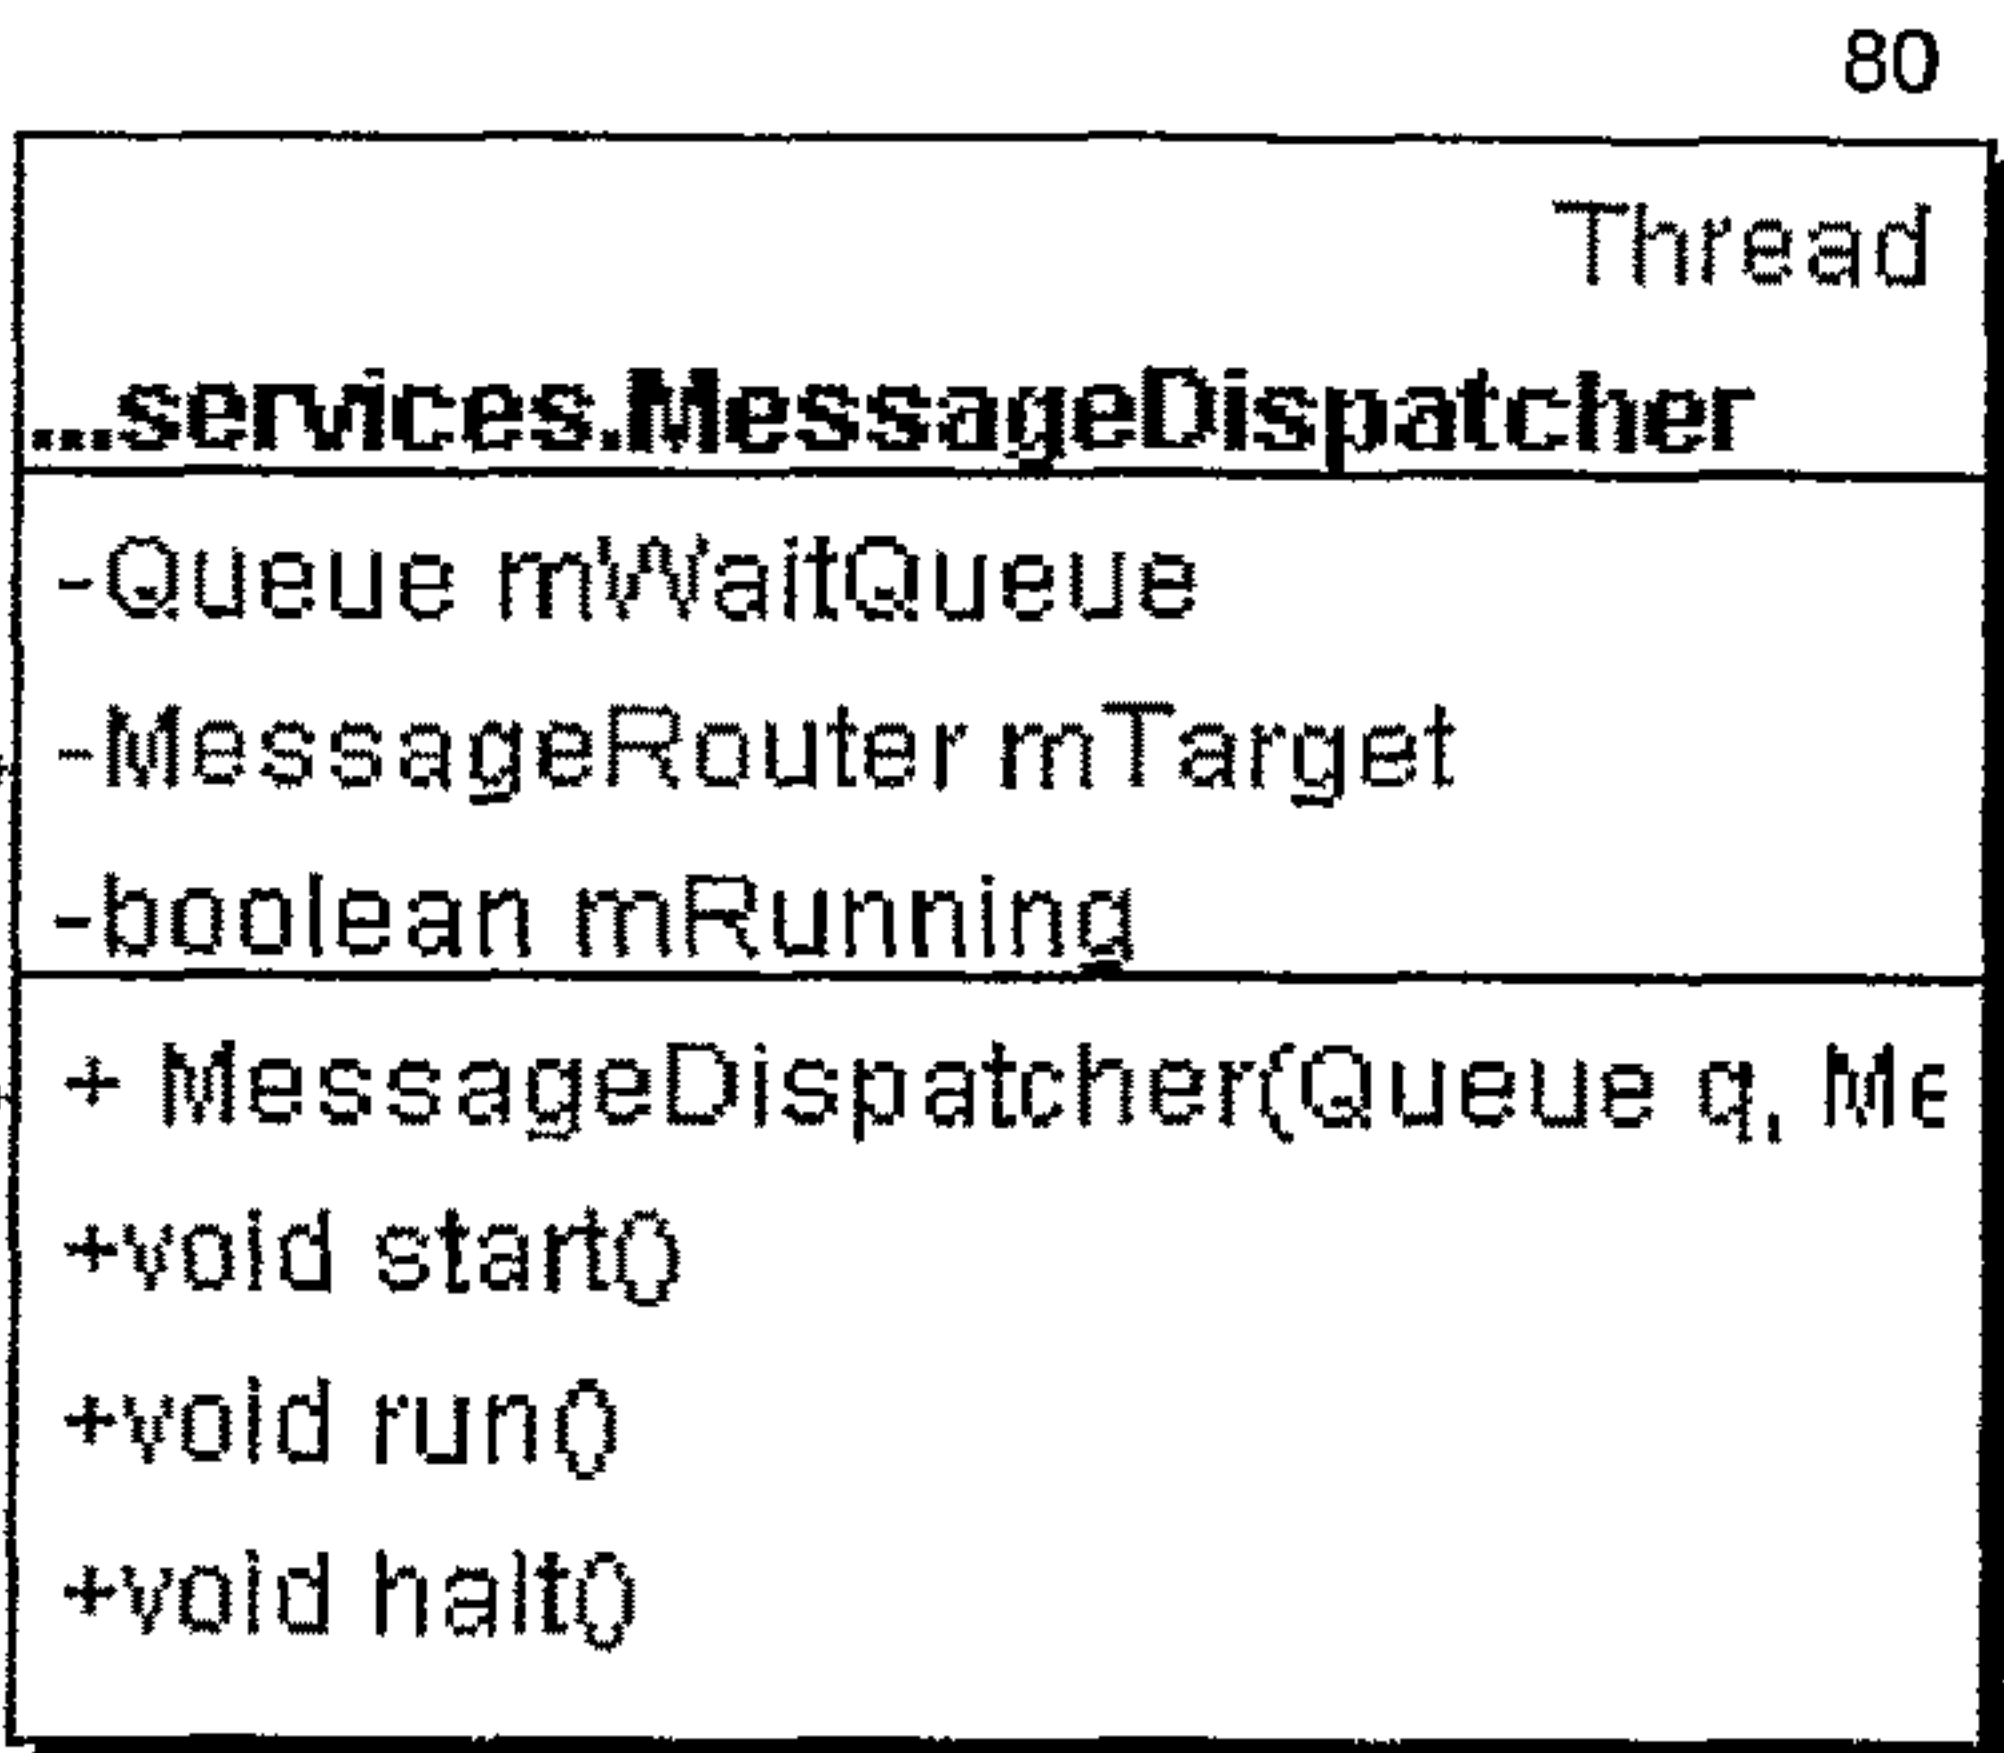 80
Thread
...services.MessageDispatcher
-Queue mWaitQueue
-MessageRouter mTarget
-boolean mRunning
+ MessageDispatcher(Queue q, Me
+void start()
+void run()
+void halt()